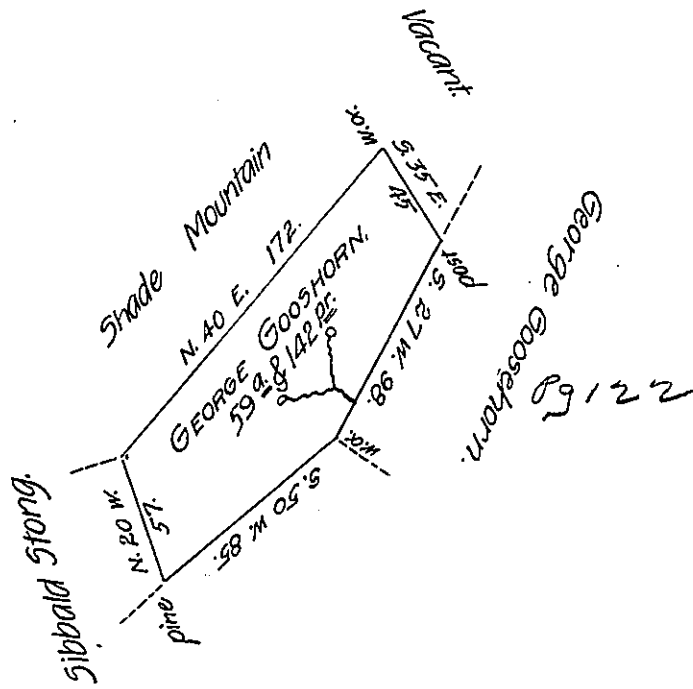 Vacant.
W.O.
S. 35 E.
45
Shade Mountain
N. 40 E. 172.
GEORGE GOOSHORN.
59 a. & 142 pr.
post
George Goosehorn.
Pg 122
S. 27 W. 98.
W.O.
S. 50 W. 85.
N. 20 W.
57.
pine
Sibbald Stong.